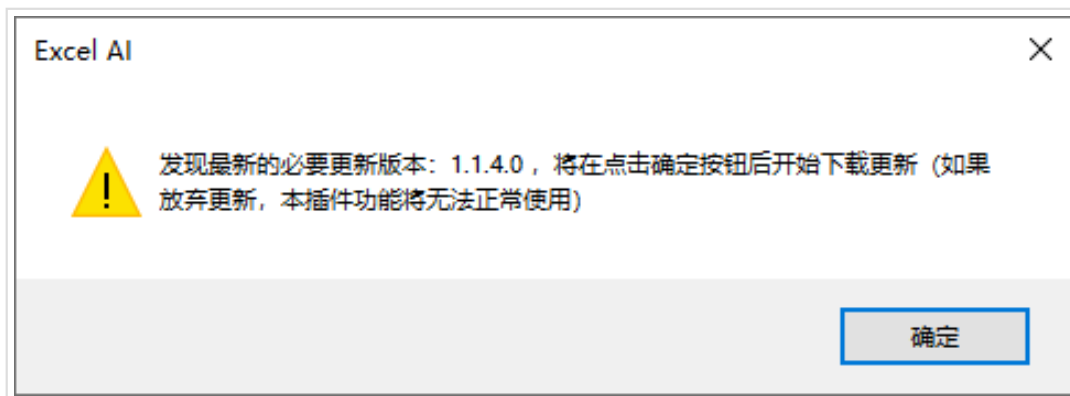 Excel AI
发现最新的必要更新版本：1.1.4.0 ，将在点击确定按钮后开始下载更新（如果
放弃更新，本插件功能将无法正常使用）
确定